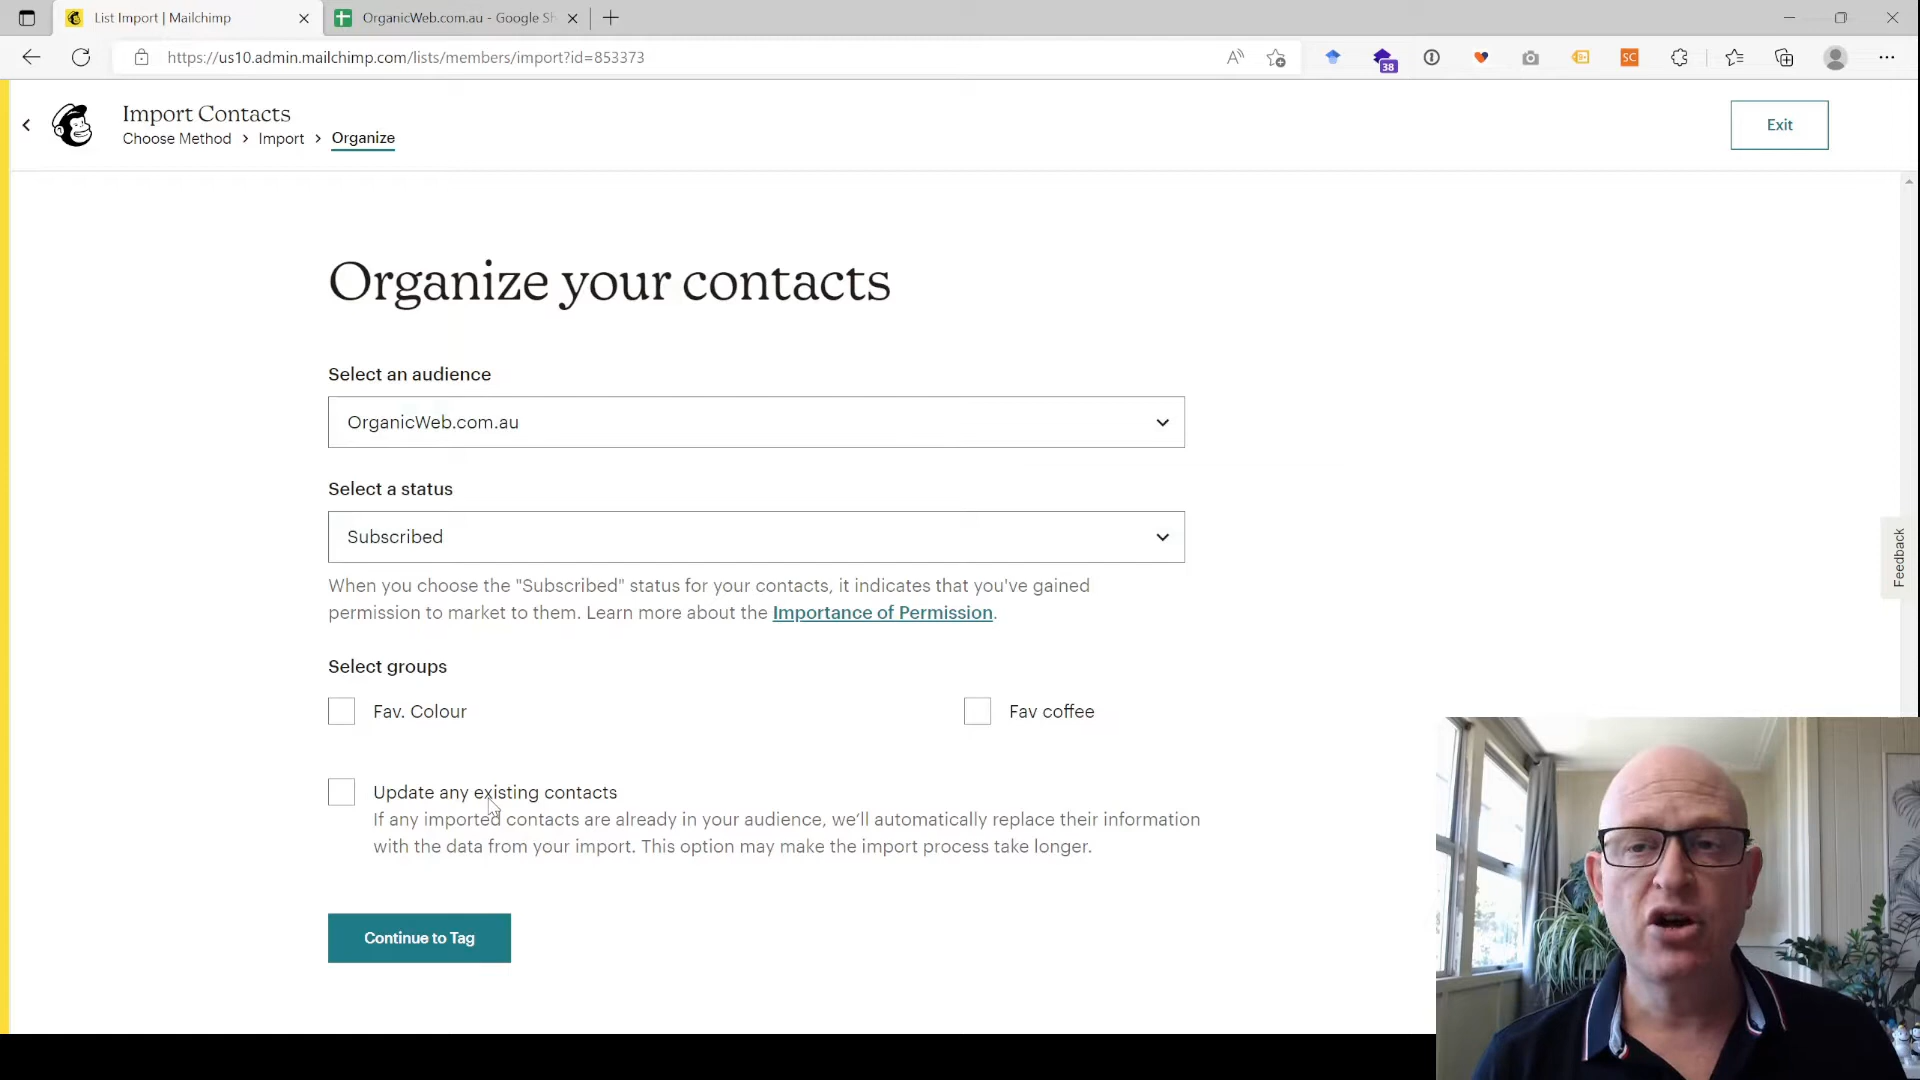 List Import | Mailchimp
OrganicWeb.com.au - Google Sh
https://us10.admin.mailchimp.com/lists/members/import?id=853373
38
SC
Import Contacts
Choose Method > Import > Organize
Exit
Organize your contacts
Select an audience
OrganicWeb.com.au
Select a status
Subscribed
When you choose the "Subscribed" status for your contacts, it indicates that you've gained
permission to market to them. Learn more about the Importance of Permission.
Select groups
Fav. Colour
Fav coffee
Update any existing contacts
If any imported contacts are already in your audience, we'll automatically replace their information
with the data from your import. This option may make the import process take longer.
Continue to Tag
Feedback